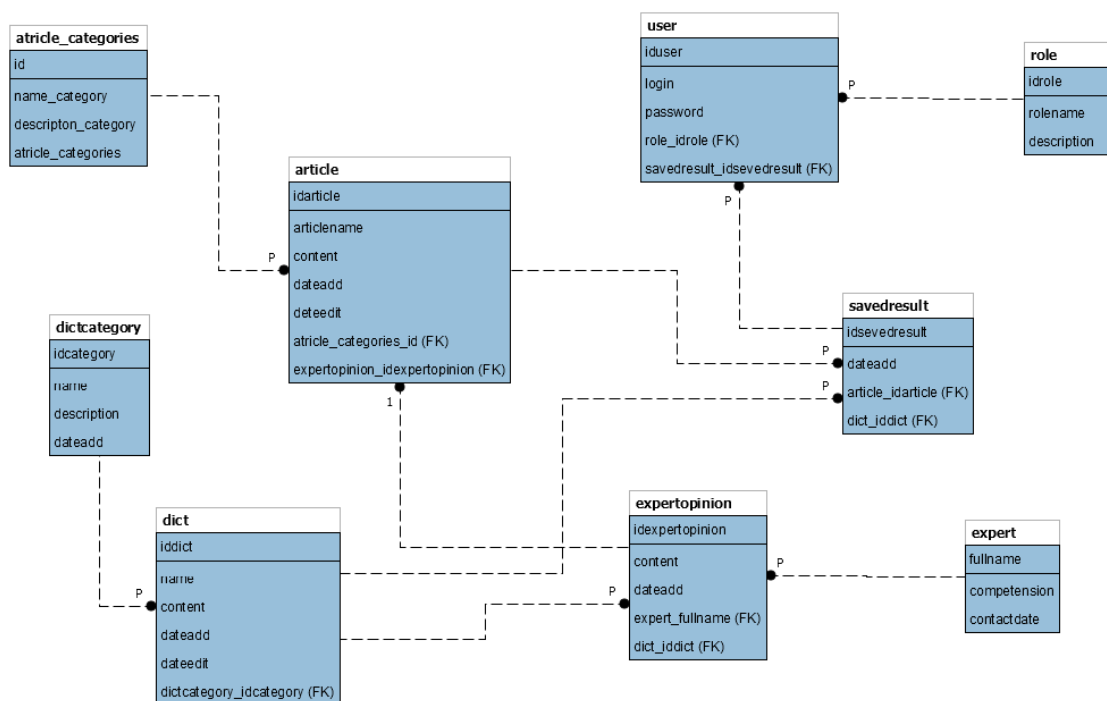 atricle_categories
id
name_category
descripton_category
atricle_categories
user
iduser
login
password
role_idrole (FK)
savedresult_idsevedresult (FK)
P
P
role
idrole
rolename
description
article
idarticle
articlename
content
dateadd
deteedit
atricle_categories_id (FK)
expertopinion_idexpertopinion (FK)
P
1
savedresult
idsevedresult
dateadd
article_idarticle (FK)
dict_iddict (FK)
P
P
dictcategory
idcategory
name
description
dateadd
dict
iddict
name
content
dateadd
dateedit
dictcategory_idcategory (FK)
P
expertopinion
idexpertopinion
content
dateadd
expert_fullname (FK)
dict_iddict (FK)
P
P
expert
fullname
competension
contactdate